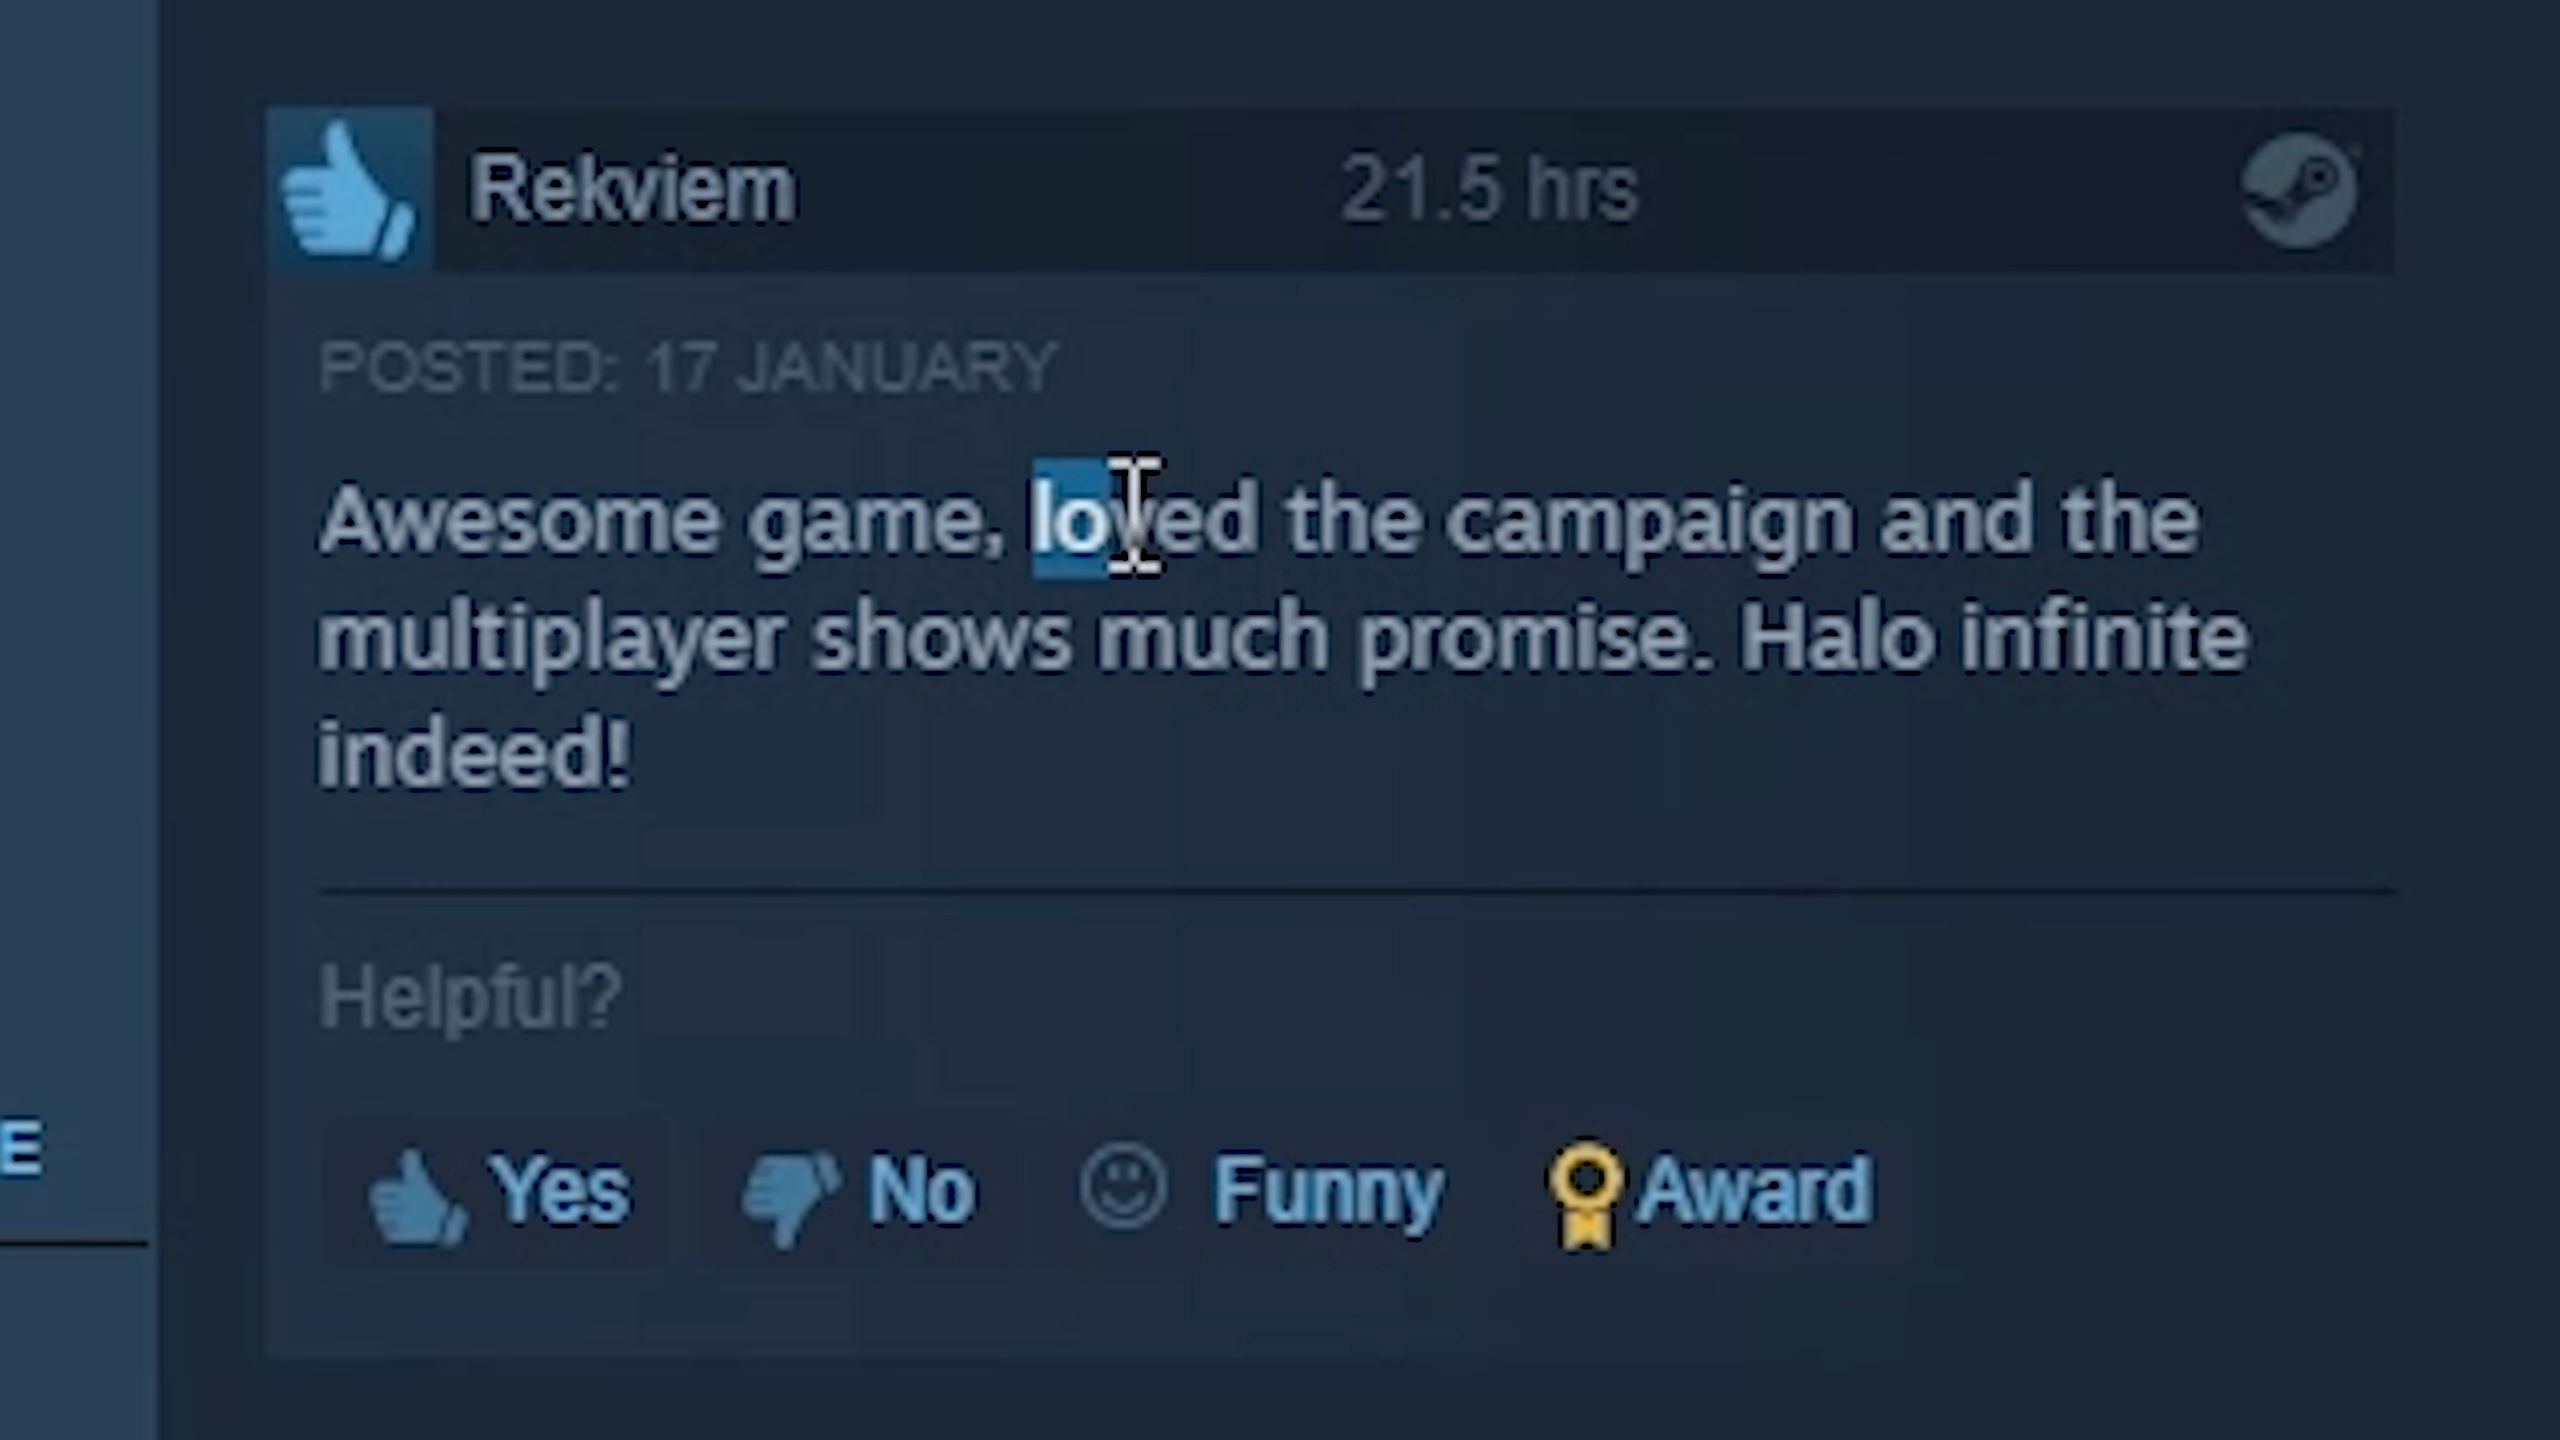 Rekviem
21.5 hrs
POSTED: 17 JANUARY
Awesome game, loved the campaign and the
multiplayer shows much promise. Halo infinite
indeed!
Helpful?
E
Yes
No
Funny
Award